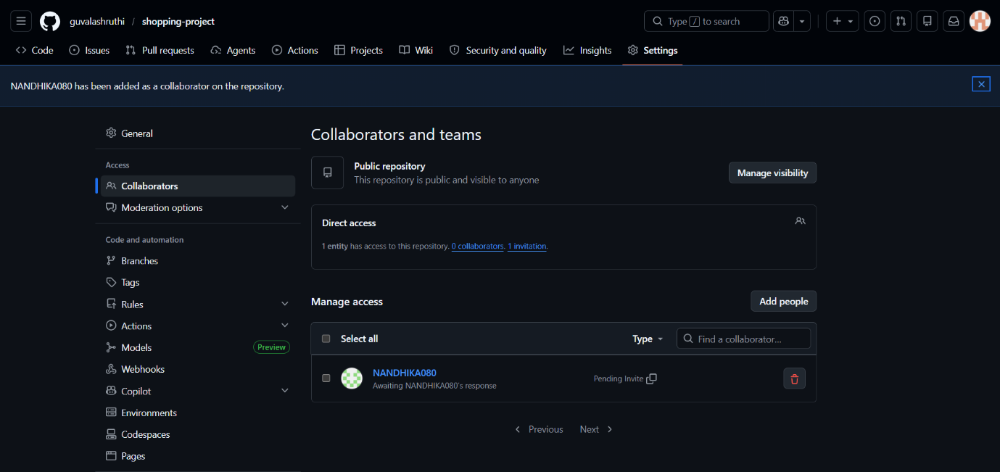 guvalashruthi / shopping-project Type / to search
Code Issues Pull requests Agents Actions Projects Wiki Security and quality Insights Settings
NANDHIKA080 has been added as a collaborator on the repository.
General
Access
Collaborators
Moderation options
Code and automation
Branches
Tags
Rules
Actions
Models Preview
Webhooks
Copilot
Environments
Codespaces
Pages
Collaborators and teams
Public repository
This repository is public and visible to anyone
Manage visibility
Direct access
1 entity has access to this repository. 0 collaborators. 1 invitation.
Manage access
Add people
Select all Type Find a collaborator...
NANDHIKA080
Awaiting NANDHIKA080's response
Pending Invite
Previous Next